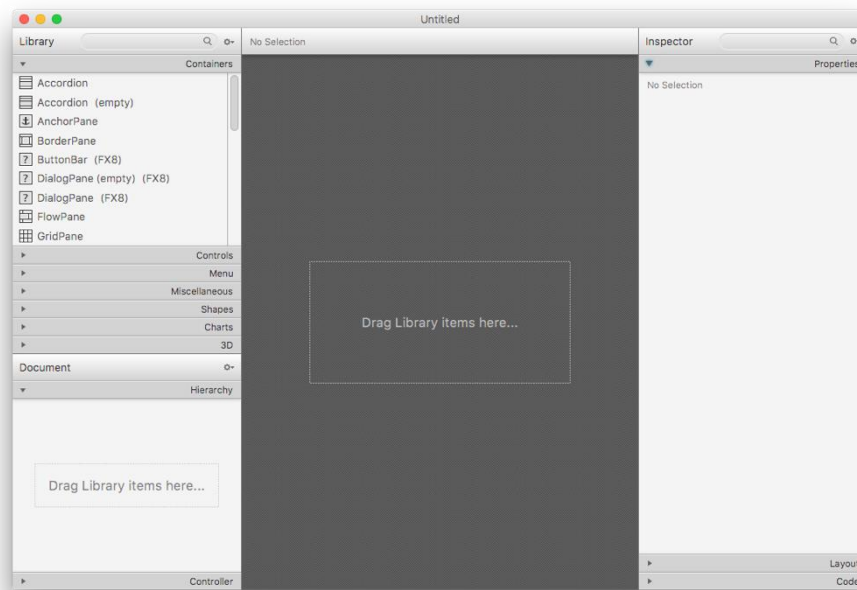 Untitled
Library
No Selection
Inspector
Containers
Properties
Accordion
Accordion (empty)
AnchorPane
BorderPane
ButtonBar (FX8)
DialogPane (empty) (FX8)
DialogPane (FX8)
FlowPane
GridPane
Controls
Menu
Miscellaneous
Shapes
Charts
3D
Document
Hierarchy
Drag Library items here...
Controller
Drag Library items here...
No Selection
Layout
Code